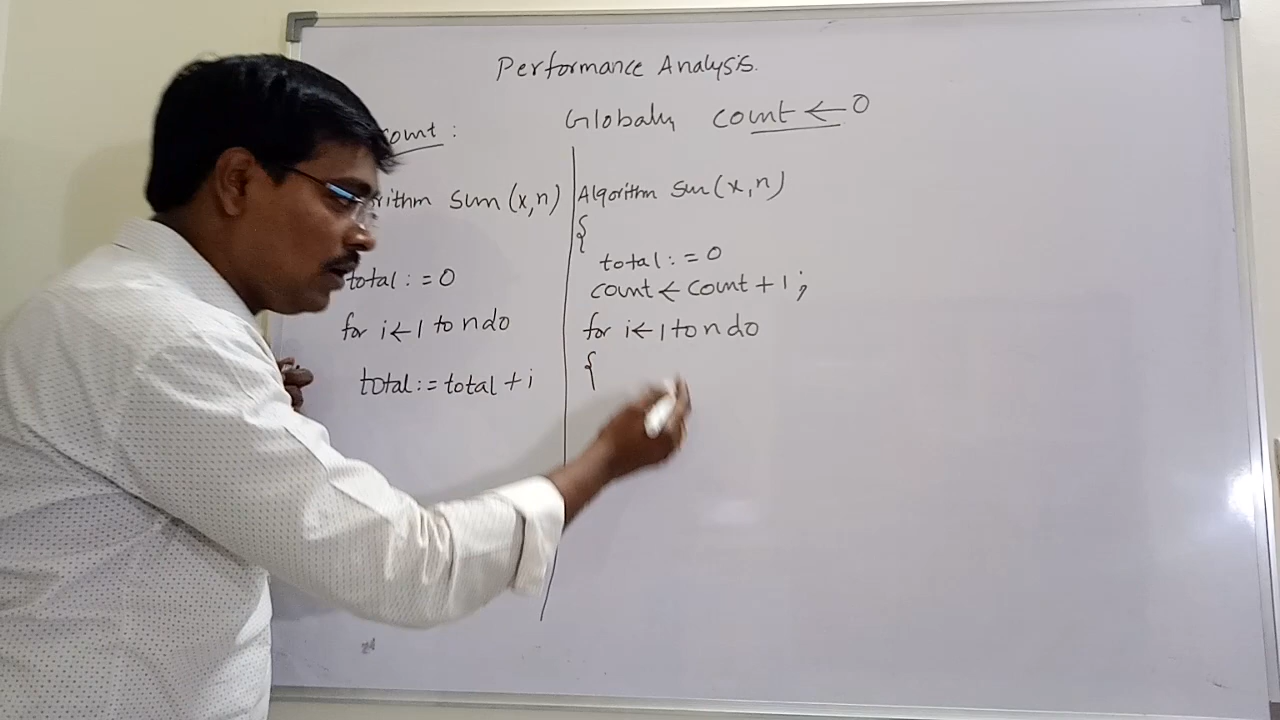 Performance Analysis.
count :
Globally count ← 0
sum (x,n)
total : = 0
for i ← 1 to n do
total : = total + i
Algorithm sum (x,n)
{
total : = 0
count ← count + 1 ;
for i ← 1 to n do
{